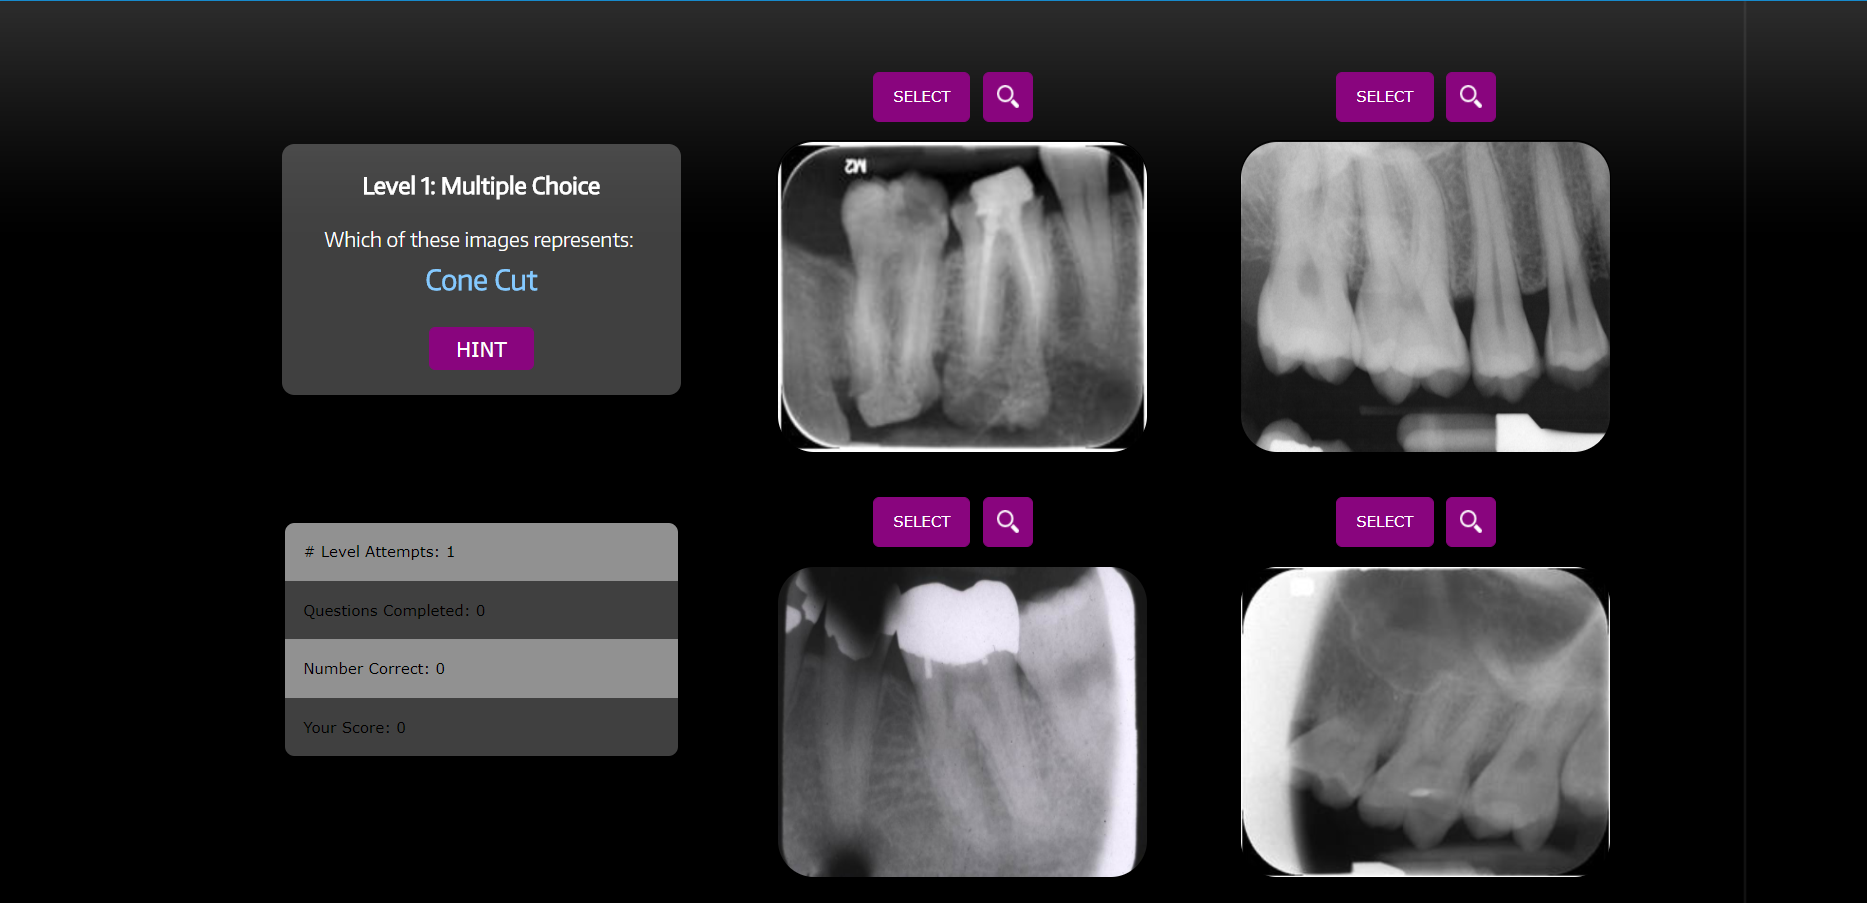 Level 1: Multiple Choice
Which of these images represents:
Cone Cut
HINT
# Level Attempts: 1
Questions Completed: 0
Number Correct: 0
Your Score: 0
SELECT
SELECT
M2
SELECT
SELECT